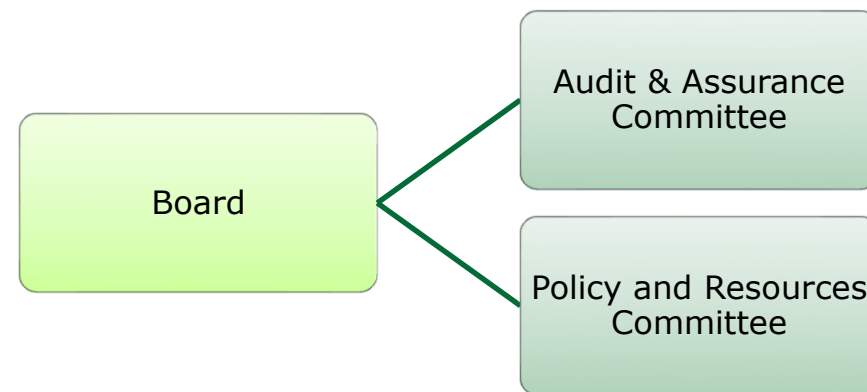 Board
Audit & Assurance
Committee
Policy and Resources
Committee